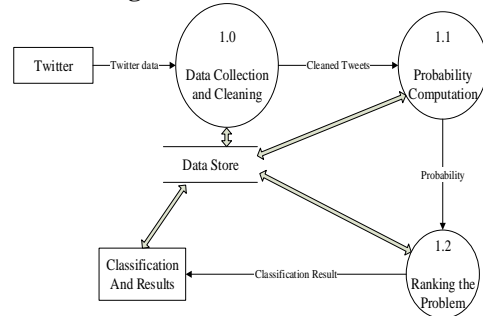 1.0
1.1
Twitter
Twitter data
Data Collection
and Cleaning
Cleaned Tweets
Probability
Computation
Data Store
Probability
1.2
Classification
And Results
Classification Result
Ranking the
Problem